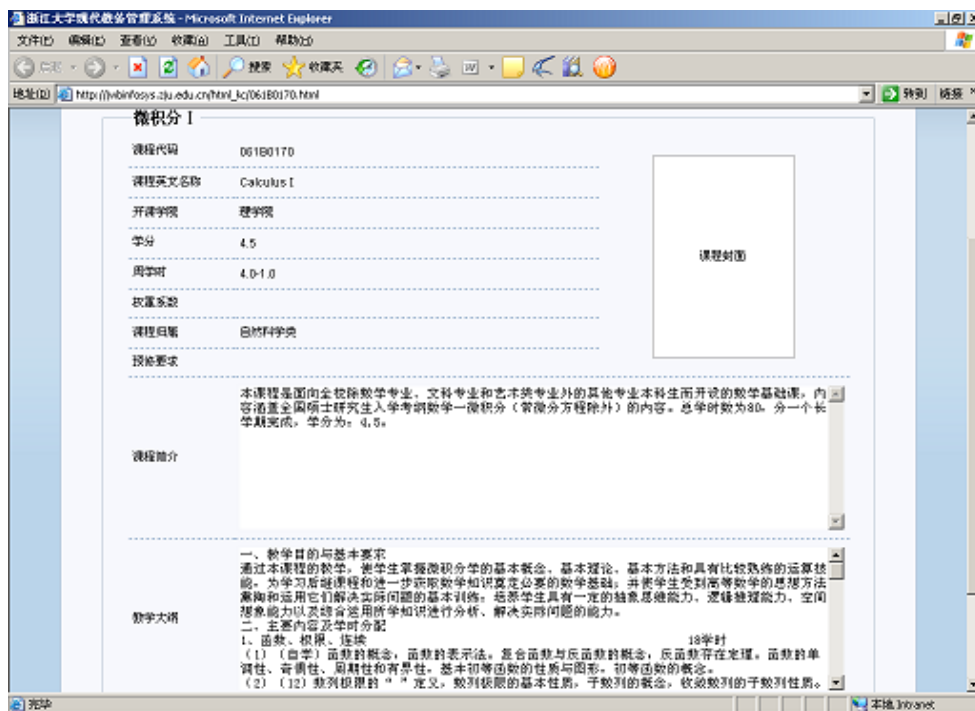 浙江大学现代教务管理系统 - Microsoft Internet Explorer
文件(F) 编辑(E) 查看(V) 收藏(A) 工具(T) 帮助(H)
后退 搜索 收藏夹
地址(D) http://jwbinfosys.zju.edu.cn/html_kc/061B0170.html 转到 链接 »
微积分 I
课程代码 061B0170
课程英文名称 Calculus I
开课学院 理学院
学分 4.5
周学时 4.0-1.0
权重系数
课程归属 自然科学类
预修要求
课程封面
课程简介
本课程是面向全校除数学专业、文科专业和艺术类专业外的其他专业本科生而开设的数学基础课,内
容涵盖全国硕士研究生入学考纲数学一微积分(常微分方程除外)的内容。总学时数为80,分一个长
学期完成,学分为:4.5。
教学大纲
一、教学目的与基本要求
通过本课程的教学,使学生掌握微积分学的基本概念、基本理论、基本方法和具有比较熟练的运算技
能,为学习后继课程和进一步获取数学知识奠定必要的数学基础;并使学生受到高等数学的思想方法
熏陶和运用它们解决实际问题的基本训练;培养学生具有一定的抽象思维能力、逻辑推理能力、空间
想象能力以及综合运用所学知识进行分析、解决实际问题的能力。
二、主要内容及学时分配
1、函数、极限、连续 18学时
(1)(自学)函数的概念,函数的表示法。复合函数与反函数的概念,反函数存在定理。函数的单
调性、奇偶性、周期性和有界性。基本初等函数的性质与图形。初等函数的概念。
(2)(12)数列极限的“ ”定义,数列极限的基本性质,子数列的概念,收敛数列的子数列性质。
完毕 本地 Intranet